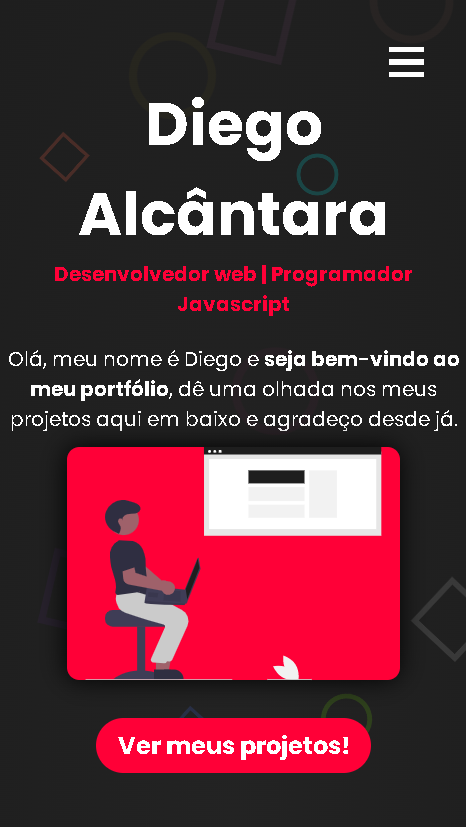 Diego
Alcântara
Desenvolvedor web | Programador
Javascript
Olá, meu nome é Diego e seja bem-vindo ao
meu portfólio, dê uma olhada nos meus
projetos aqui em baixo e agradeço desde já.
Ver meus projetos!